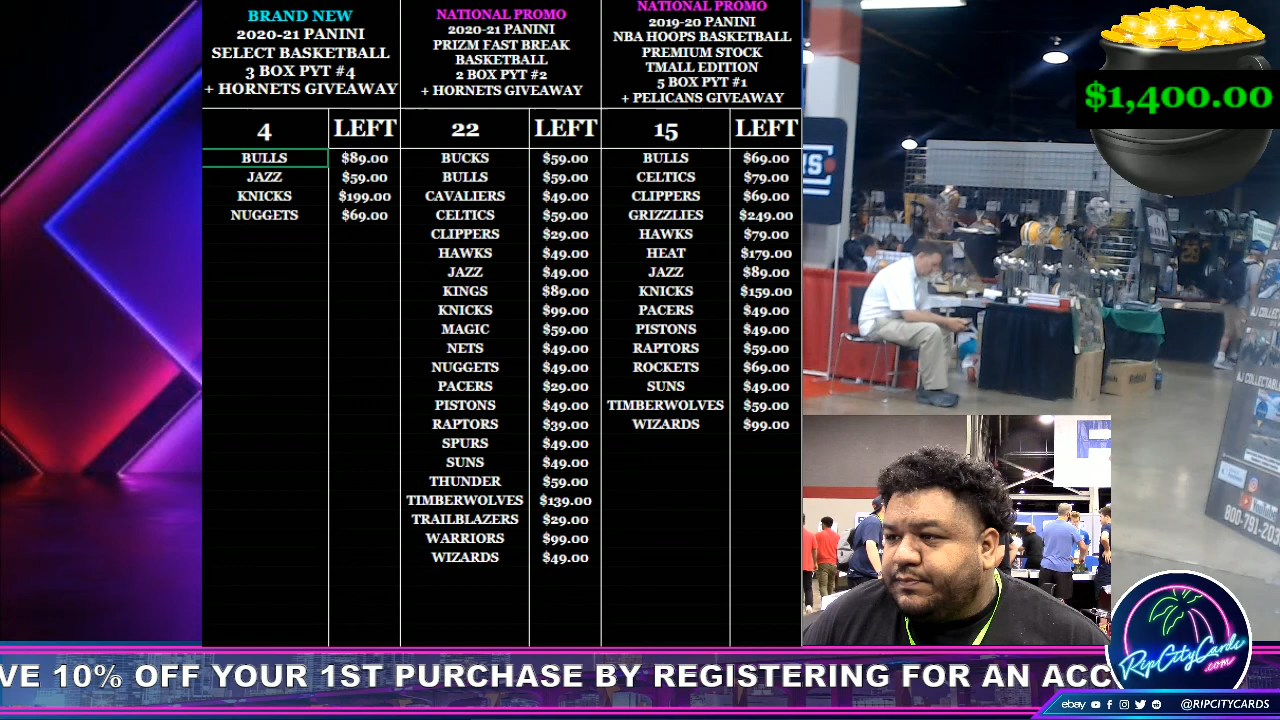 BRAND NEW
2020-21 PANINI
SELECT BASKETBALL
3 BOX PYT #4
+ HORNETS GIVEAWAY
4 LEFT
BULLS $89.00
JAZZ $59.00
KNICKS $199.00
NUGGETS $69.00
NATIONAL PROMO
2020-21 PANINI
PRIZM FAST BREAK
BASKETBALL
2 BOX PYT #2
+ HORNETS GIVEAWAY
22 LEFT
BUCKS $59.00
BULLS $59.00
CAVALIERS $49.00
CELTICS $59.00
CLIPPERS $29.00
HAWKS $49.00
JAZZ $49.00
KINGS $89.00
KNICKS $99.00
MAGIC $59.00
NETS $49.00
NUGGETS $49.00
PACERS $29.00
PISTONS $49.00
RAPTORS $39.00
SPURS $49.00
SUNS $49.00
THUNDER $59.00
TIMBERWOLVES $139.00
TRAILBLAZERS $29.00
WARRIORS $99.00
WIZARDS $49.00
NATIONAL PROMO
2019-20 PANINI
NBA HOOPS BASKETBALL
PREMIUM STOCK
TMALL EDITION
5 BOX PYT #1
+ PELICANS GIVEAWAY
15 LEFT
BULLS $69.00
CELTICS $79.00
CLIPPERS $69.00
GRIZZLIES $249.00
HAWKS $79.00
HEAT $179.00
JAZZ $89.00
KNICKS $159.00
PACERS $49.00
PISTONS $49.00
RAPTORS $59.00
ROCKETS $69.00
SUNS $49.00
TIMBERWOLVES $59.00
WIZARDS $99.00
$1,400.00
AJ COLLECTABL
800-791-203
RipCityCards
.com
VE 10% OFF YOUR 1ST PURCHASE BY REGISTERING FOR AN ACC
ebay @RIPCITYCARDS